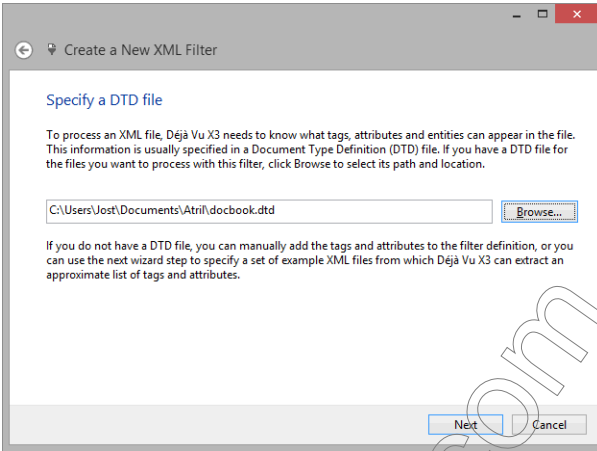 Create a New XML Filter
Specify a DTD file
To process an XML file, Déjà Vu X3 needs to know what tags, attributes and entities can appear in the file.
This information is usually specified in a Document Type Definition (DTD) file. If you have a DTD file for
the files you want to process with this filter, click Browse to select its path and location.
C:\Users\Jost\Documents\Atril\docbook.dtd
Browse...
If you do not have a DTD file, you can manually add the tags and attributes to the filter definition, or you
can use the next wizard step to specify a set of example XML files from which Déjà Vu X3 can extract an
approximate list of tags and attributes.
Next
Cancel
com